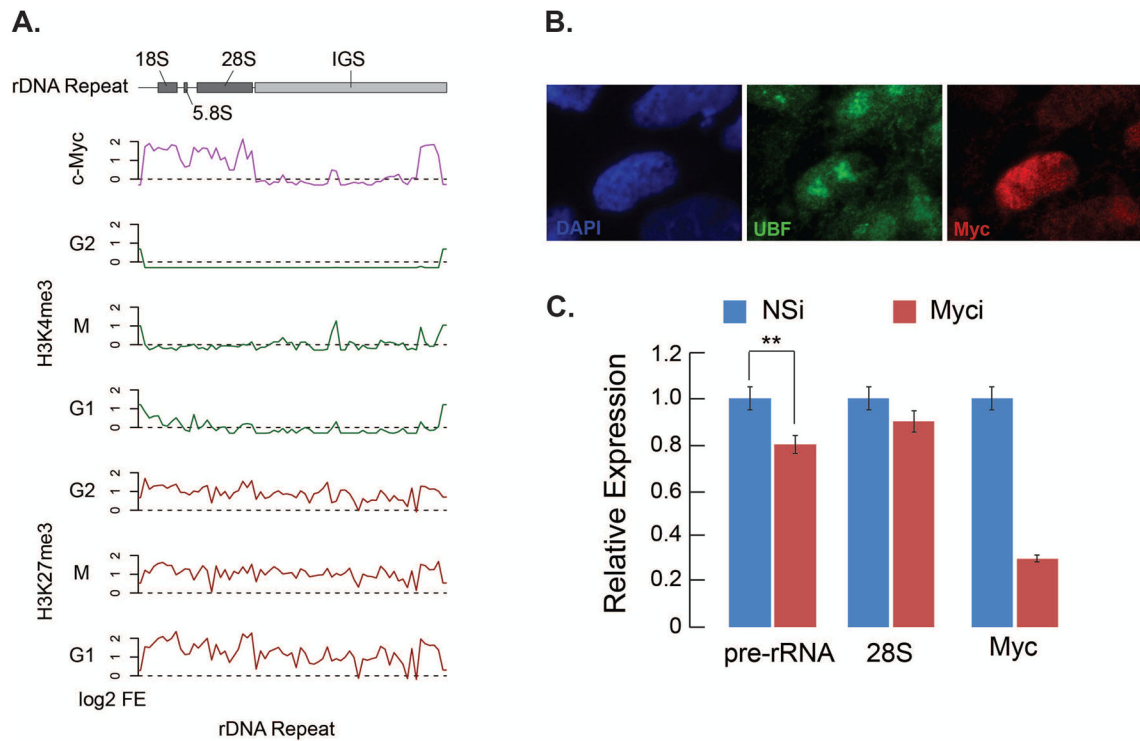 A.
18S 28S IGS
rDNA Repeat
5.8S
c-Myc
0 1 2
G2
0 1 2
H3K4me3
M
0 1 2
G1
0 1 2
G2
0 1 2
H3K27me3
M
0 1 2
G1
0 1 2
log2 FE
rDNA Repeat
B.
DAPI UBF Myc
C.
NSi Myci
**
Relative Expression
1.2
1.0
0.8
0.6
0.4
0.2
0
pre-rRNA 28S Myc